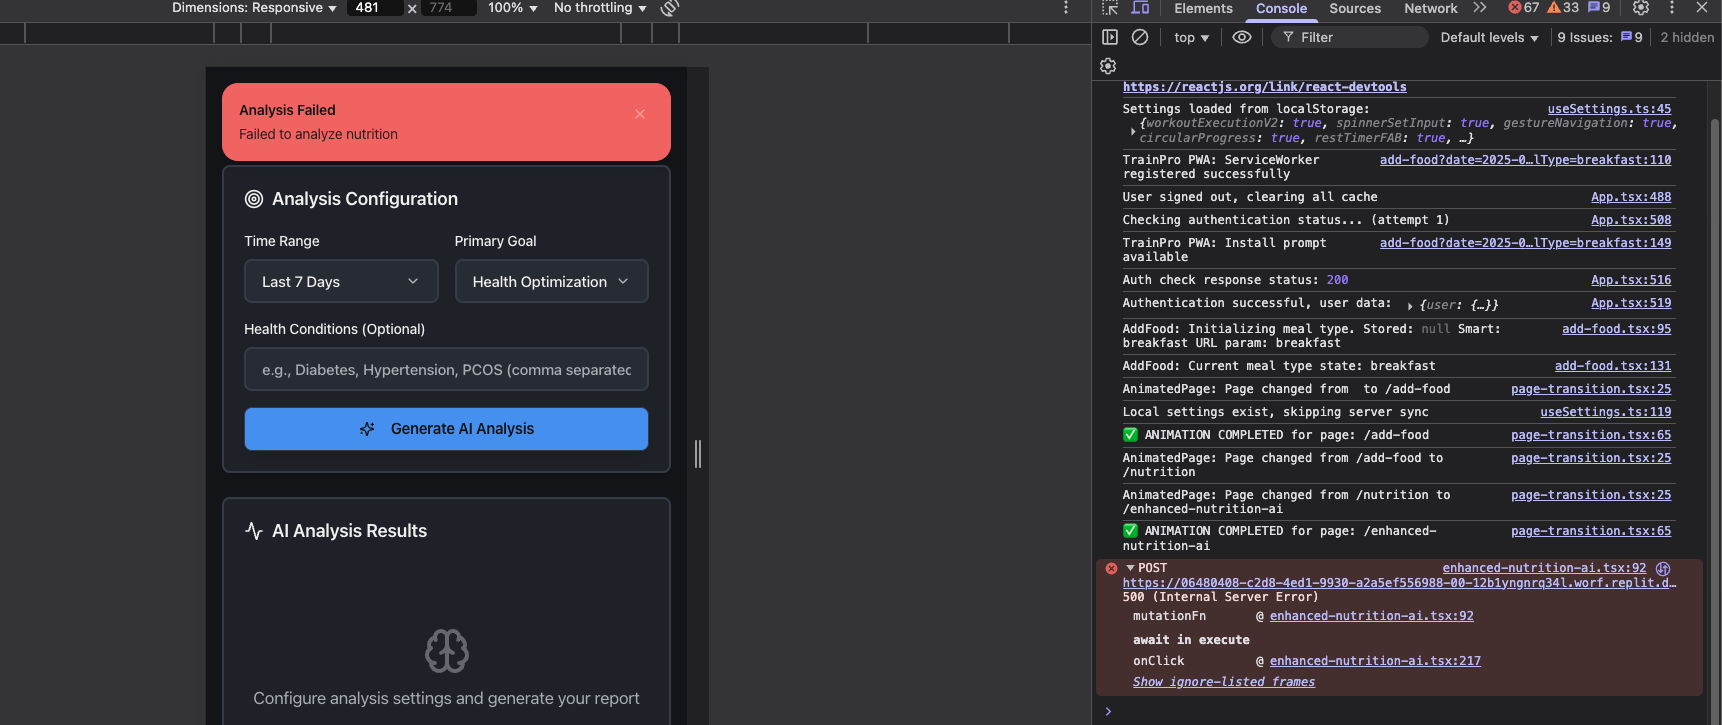 Dimensions: Responsive 481 × 774 100% No throttling
Elements Console Sources Network 67 33 9
top Filter Default levels 9 Issues: 9 2 hidden
Analysis Failed
Failed to analyze nutrition
Analysis Configuration
Time Range Primary Goal
Last 7 Days Health Optimization
Health Conditions (Optional)
e.g., Diabetes, Hypertension, PCOS (comma separated
Generate AI Analysis
AI Analysis Results
Configure analysis settings and generate your report
https://reactjs.org/link/react-devtools
Settings loaded from localStorage: useSettings.ts:45
{workoutExecutionV2: true, spinnerSetInput: true, gestureNavigation: true,
circularProgress: true, restTimerFAB: true, …}
TrainPro PWA: ServiceWorker add-food?date=2025-0…lType=breakfast:110
registered successfully
User signed out, clearing all cache App.tsx:488
Checking authentication status... (attempt 1) App.tsx:508
TrainPro PWA: Install prompt add-food?date=2025-0…lType=breakfast:149
available
Auth check response status: 200 App.tsx:516
Authentication successful, user data: {user: {…}} App.tsx:519
AddFood: Initializing meal type. Stored: null Smart: add-food.tsx:95
breakfast URL param: breakfast
AddFood: Current meal type state: breakfast add-food.tsx:131
AnimatedPage: Page changed from to /add-food page-transition.tsx:25
Local settings exist, skipping server sync useSettings.ts:119
✅ ANIMATION COMPLETED for page: /add-food page-transition.tsx:65
AnimatedPage: Page changed from /add-food to page-transition.tsx:25
/nutrition
AnimatedPage: Page changed from /nutrition to page-transition.tsx:25
/enhanced-nutrition-ai
✅ ANIMATION COMPLETED for page: /enhanced- page-transition.tsx:65
nutrition-ai
POST enhanced-nutrition-ai.tsx:92
https://06480408-c2d8-4ed1-9930-a2a5ef556988-00-12b1yngnrq34l.worf.replit.d…
500 (Internal Server Error)
mutationFn @ enhanced-nutrition-ai.tsx:92
await in execute
onClick @ enhanced-nutrition-ai.tsx:217
Show ignore-listed frames